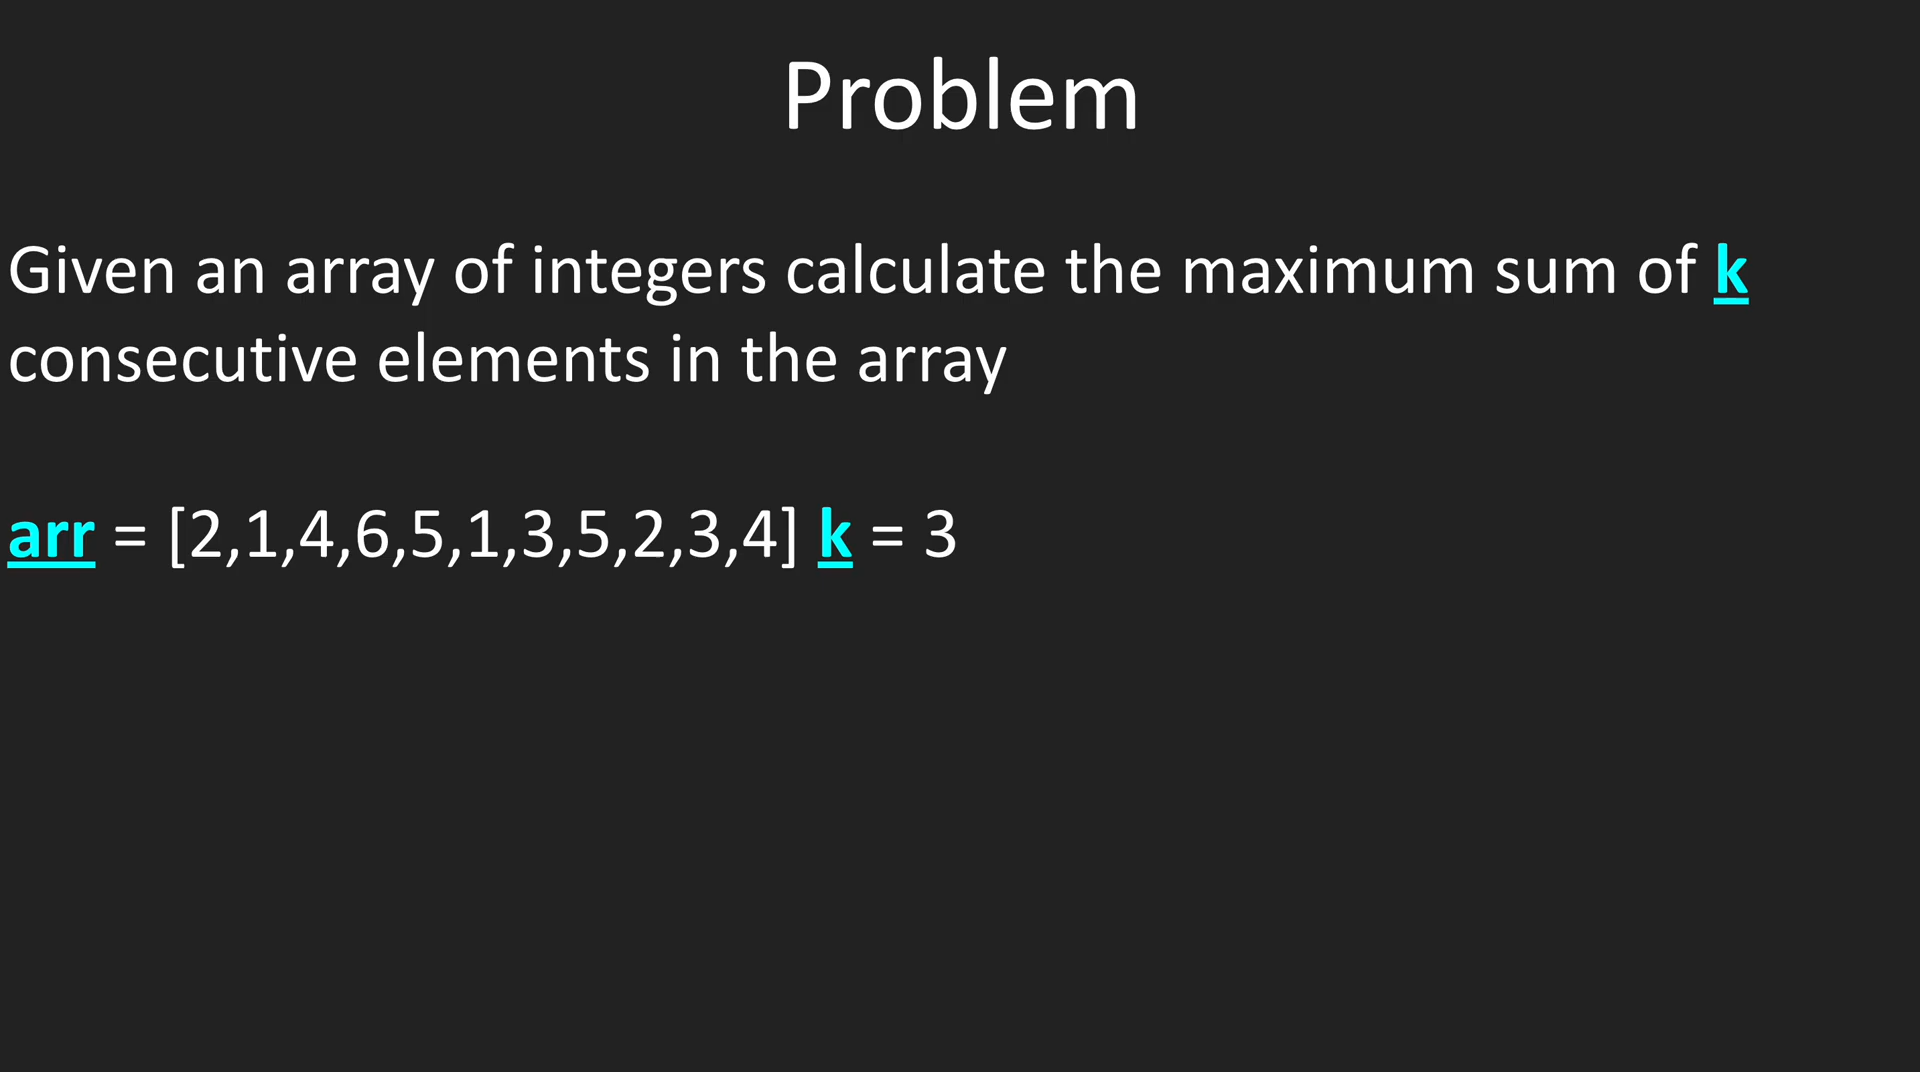 Problem
Given an array of integers calculate the maximum sum of k
consecutive elements in the array
arr = [2,1,4,6,5,1,3,5,2,3,4] k = 3